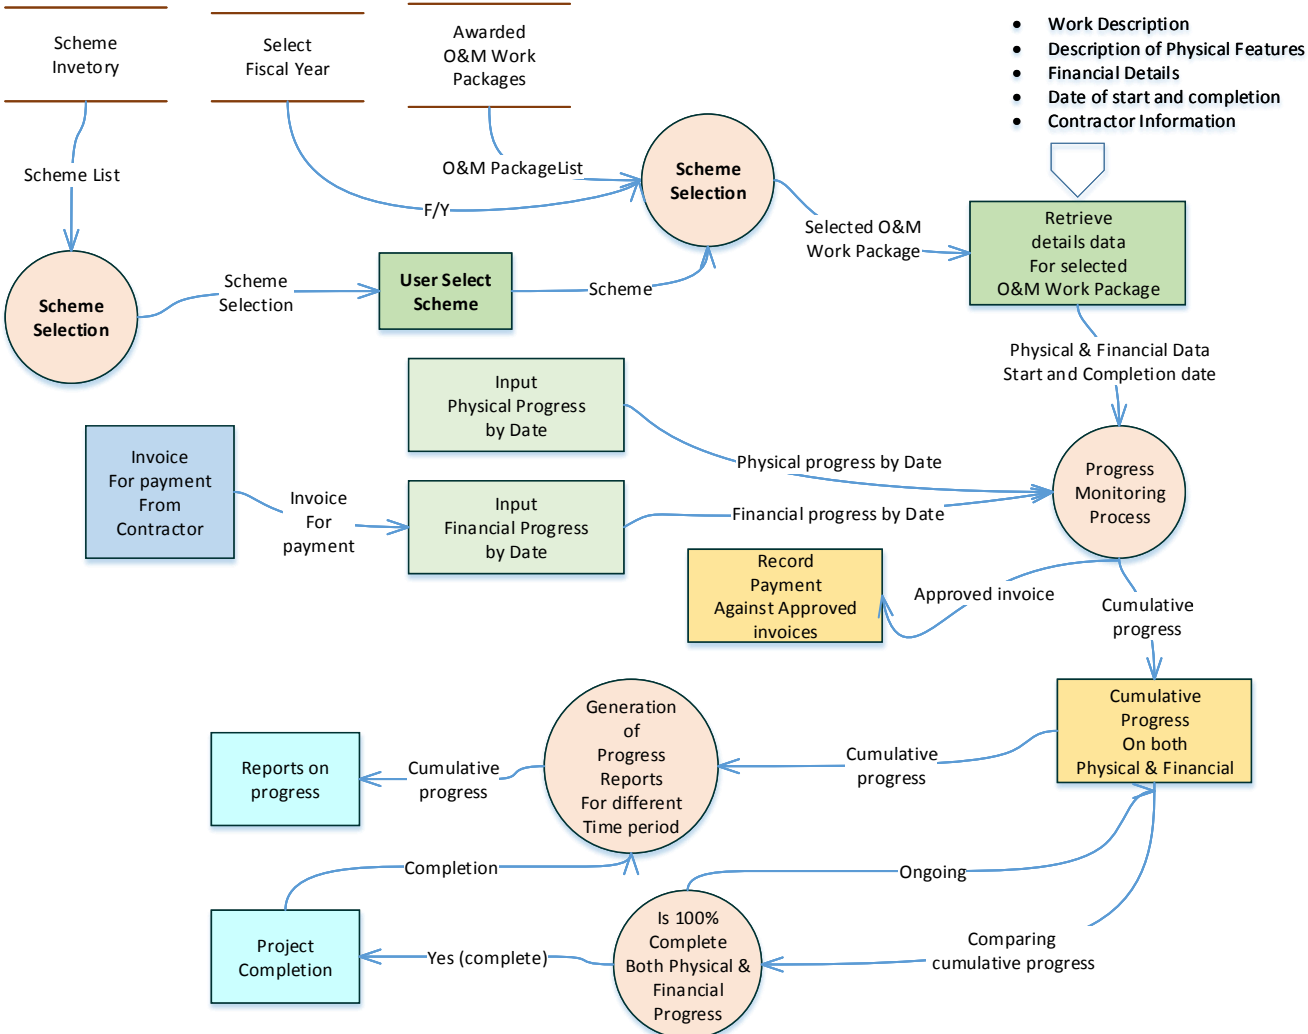 Scheme
Invetory
Select
Fiscal Year
Awarded
O&M Work
Packages
• Work Description
• Description of Physical Features
• Financial Details
• Date of start and completion
• Contractor Information
Scheme List
O&M PackageList
F/Y
Scheme
Selection
Selected O&M
Work Package
Retrieve
details data
For selected
O&M Work Package
Scheme
Selection
Scheme
Selection
User Select
Scheme
Scheme
Physical & Financial Data
Start and Completion date
Input
Physical Progress
by Date
Physical progress by Date
Invoice
For payment
From
Contractor
Invoice
For
payment
Input
Financial Progress
by Date
Financial progress by Date
Progress
Monitoring
Process
Record
Payment
Against Approved
invoices
Approved invoice
Cumulative
progress
Cumulative
Progress
On both
Physical & Financial
Cumulative
progress
Generation
of
Progress
Reports
For different
Time period
Cumulative
progress
Reports on
progress
Completion
Ongoing
Project
Completion
Yes (complete)
Is 100%
Complete
Both Physical &
Financial
Progress
Comparing
cumulative progress